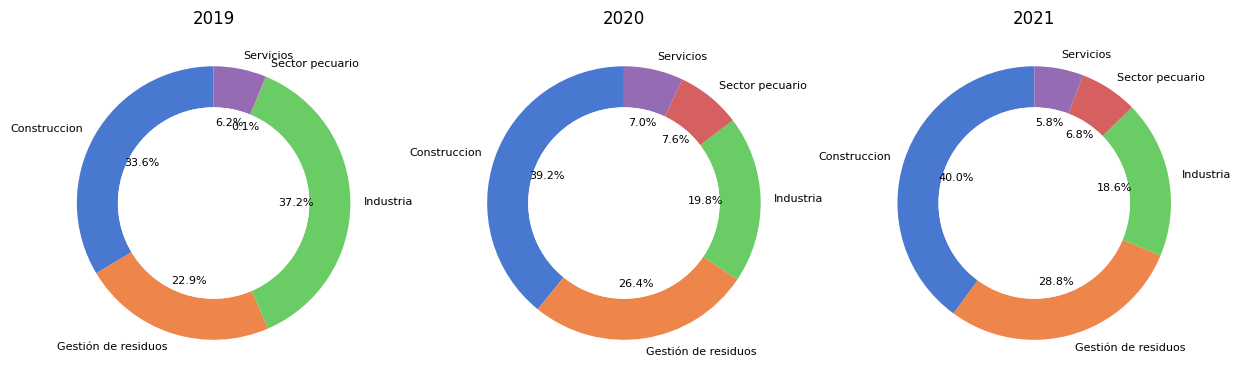 2019
Servicios
Sector pecuario
Construccion
6.2%
0.1%
33.6%
37.2%
Industria
22.9%
Gestión de residuos
2020
Servicios
Sector pecuario
Construccion
7.0%
7.6%
39.2%
19.8%
Industria
26.4%
Gestión de residuos
2021
Servicios
Sector pecuario
Construccion
5.8%
6.8%
40.0%
18.6%
Industria
28.8%
Gestión de residuos